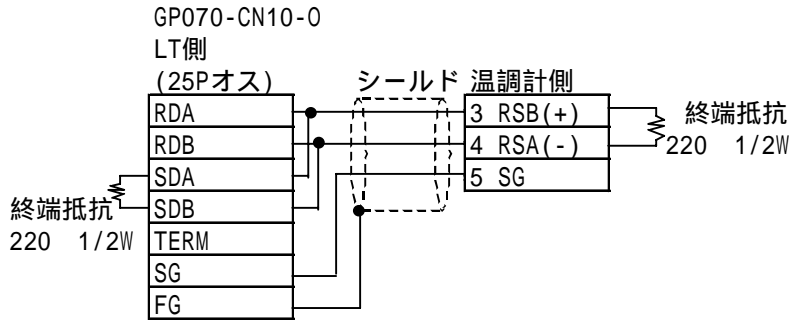 GP070-CN10-O
LT側
(25Pオス)
シールド 温調計側
RDA
RDB
SDA
SDB
TERM
SG
FG
3 RSB(+)
4 RSA(-)
5 SG
終端抵抗
220 1/2W
終端抵抗
220 1/2W